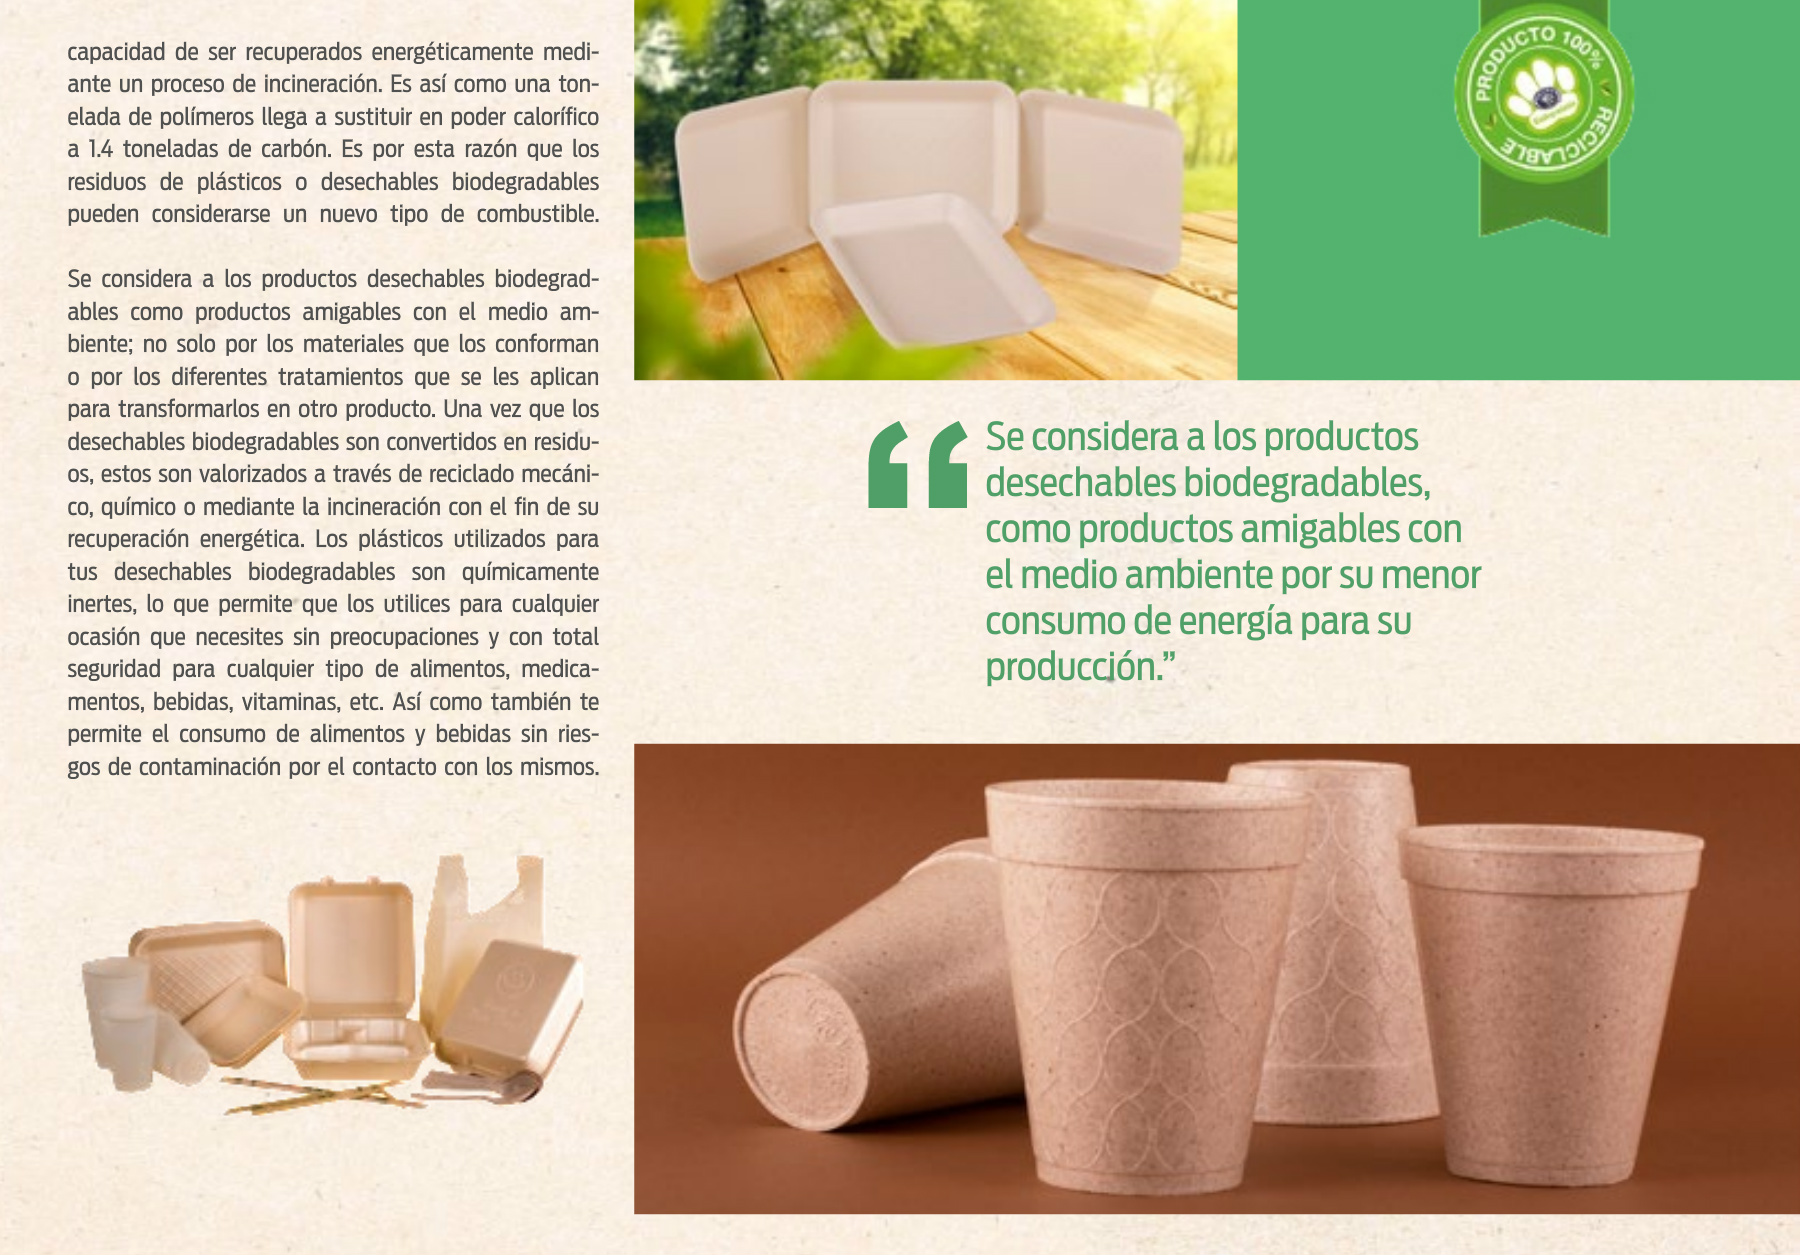 capacidad de ser recuperados energéticamente medi-
ante un proceso de incineración. Es así como una ton-
elada de polímeros llega a sustituir en poder calorífico
a 1.4 toneladas de carbón. Es por esta razón que los
residuos de plásticos o desechables biodegradables
pueden considerarse un nuevo tipo de combustible.
Se considera a los productos desechables biodegrad-
ables como productos amigables con el medio am-
biente; no solo por los materiales que los conforman
o por los diferentes tratamientos que se les aplican
para transformarlos en otro producto. Una vez que los
desechables biodegradables son convertidos en residu-
os, estos son valorizados a través de reciclado mecáni-
co, químico o mediante la incineración con el fin de su
recuperación energética. Los plásticos utilizados para
tus desechables biodegradables son químicamente
inertes, lo que permite que los utilices para cualquier
ocasión que necesites sin preocupaciones y con total
seguridad para cualquier tipo de alimentos, medica-
mentos, bebidas, vitaminas, etc. Así como también te
permite el consumo de alimentos y bebidas sin ries-
gos de contaminación por el contacto con los mismos.
PRODUCTO 100%
RECICLABLE
“Se considera a los productos
desechables biodegradables,
como productos amigables con
el medio ambiente por su menor
consumo de energía para su
producción.”